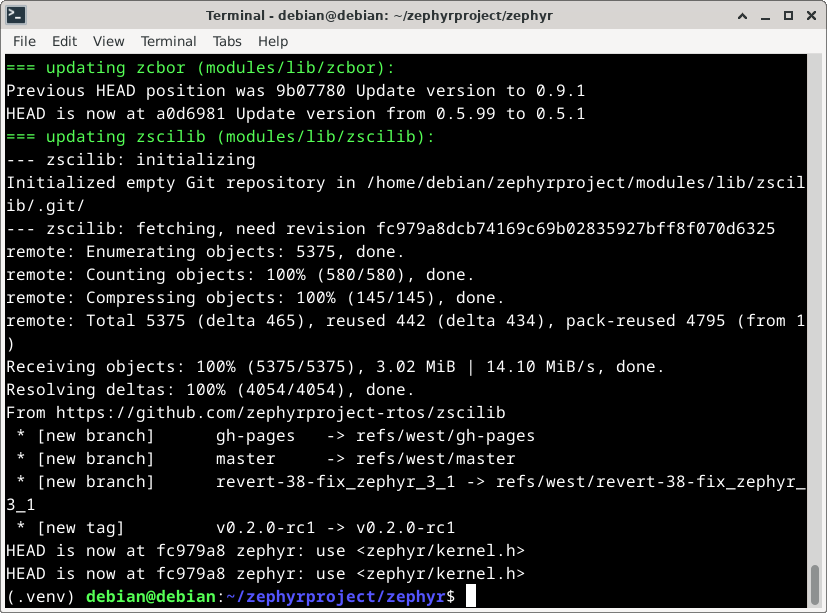 Terminal - debian@debian: ~/zephyrproject/zephyr
File Edit View Terminal Tabs Help
=== updating zcbor (modules/lib/zcbor):
Previous HEAD position was 9b07780 Update version to 0.9.1
HEAD is now at a0d6981 Update version from 0.5.99 to 0.5.1
=== updating zscilib (modules/lib/zscilib):
--- zscilib: initializing
Initialized empty Git repository in /home/debian/zephyrproject/modules/lib/zscil
ib/.git/
--- zscilib: fetching, need revision fc979a8dcb74169c69b02835927bff8f070d6325
remote: Enumerating objects: 5375, done.
remote: Counting objects: 100% (580/580), done.
remote: Compressing objects: 100% (145/145), done.
remote: Total 5375 (delta 465), reused 442 (delta 434), pack-reused 4795 (from 1
)
Receiving objects: 100% (5375/5375), 3.02 MiB | 14.10 MiB/s, done.
Resolving deltas: 100% (4054/4054), done.
From https://github.com/zephyrproject-rtos/zscilib
 * [new branch]      gh-pages   -> refs/west/gh-pages
 * [new branch]      master     -> refs/west/master
 * [new branch]      revert-38-fix_zephyr_3_1 -> refs/west/revert-38-fix_zephyr_
3_1
 * [new tag]         v0.2.0-rc1 -> v0.2.0-rc1
HEAD is now at fc979a8 zephyr: use <zephyr/kernel.h>
HEAD is now at fc979a8 zephyr: use <zephyr/kernel.h>
(.venv) debian@debian:~/zephyrproject/zephyr$